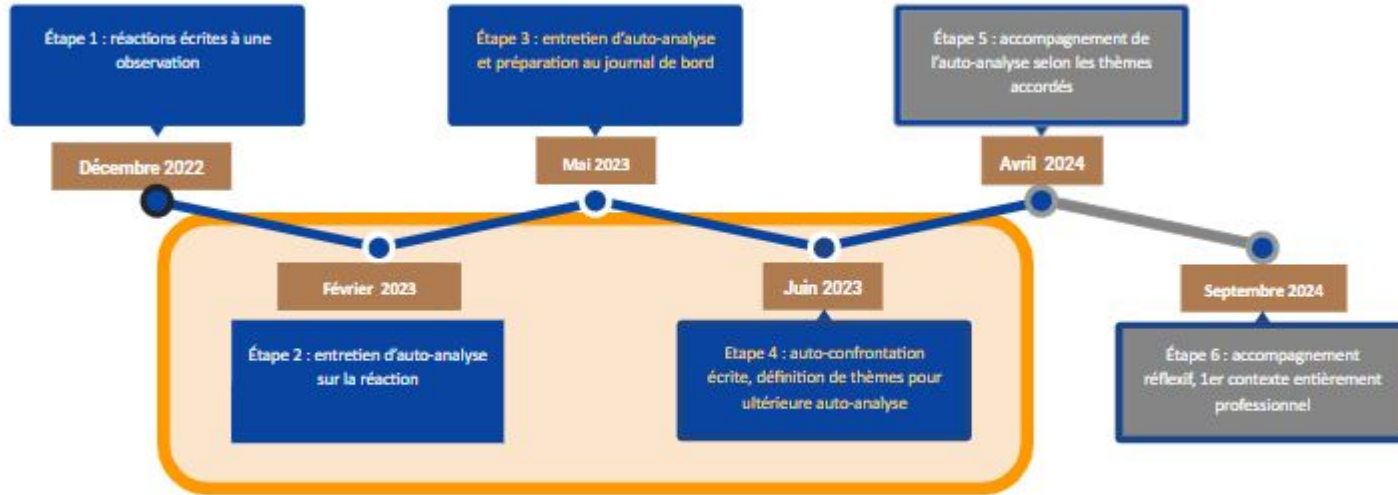 Étape 1 : réactions écrites à une
observation
Décembre 2022
Février 2023
Étape 2 : entretien d'auto-analyse
sur la réaction
Étape 3 : entretien d'auto-analyse
et préparation au journal de bord
Mai 2023
Juin 2023
Etape 4 : auto-confrontation
écrite, définition de thèmes pour
ultérieure auto-analyse
Étape 5 : accompagnement de
l'auto-analyse selon les thèmes
accordés
Avril 2024
Septembre 2024
Étape 6 : accompagnement
réflexif, 1er contexte entièrement
professionnel